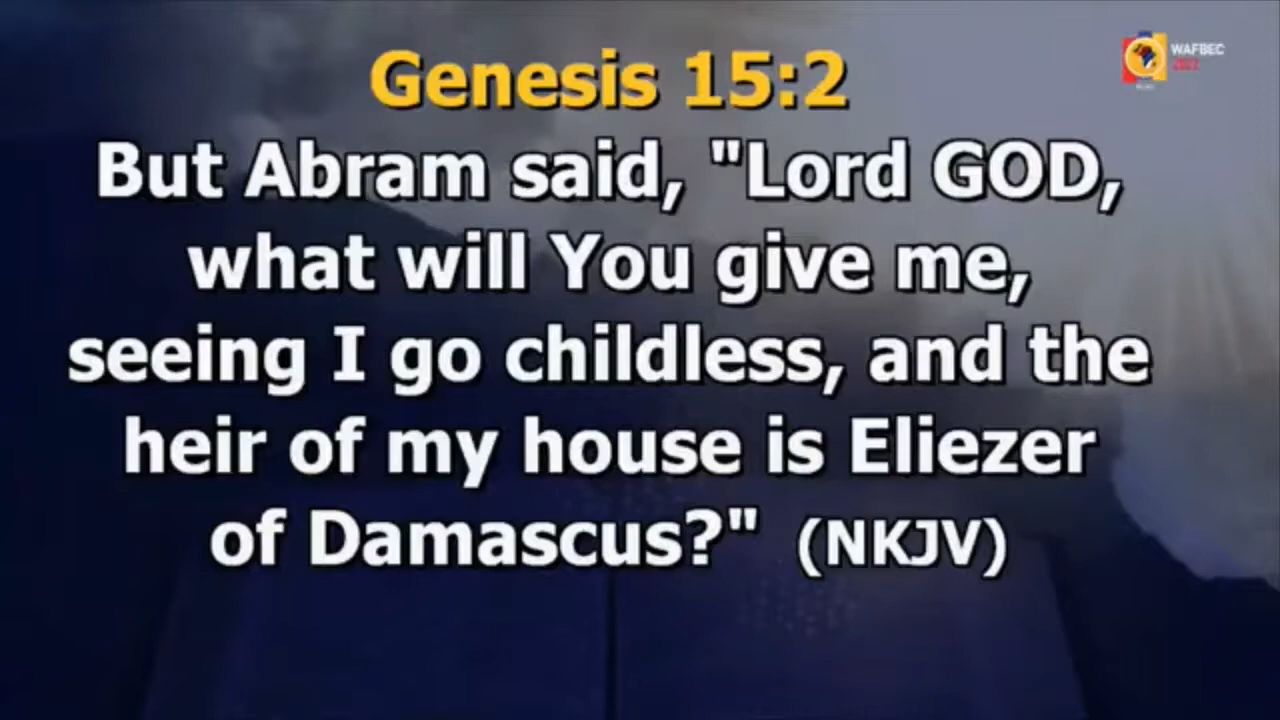 Genesis 15:2
But Abram said, "Lord GOD,
what will You give me,
seeing I go childless, and the
heir of my house is Eliezer
of Damascus?" (NKJV)
WAFBEC